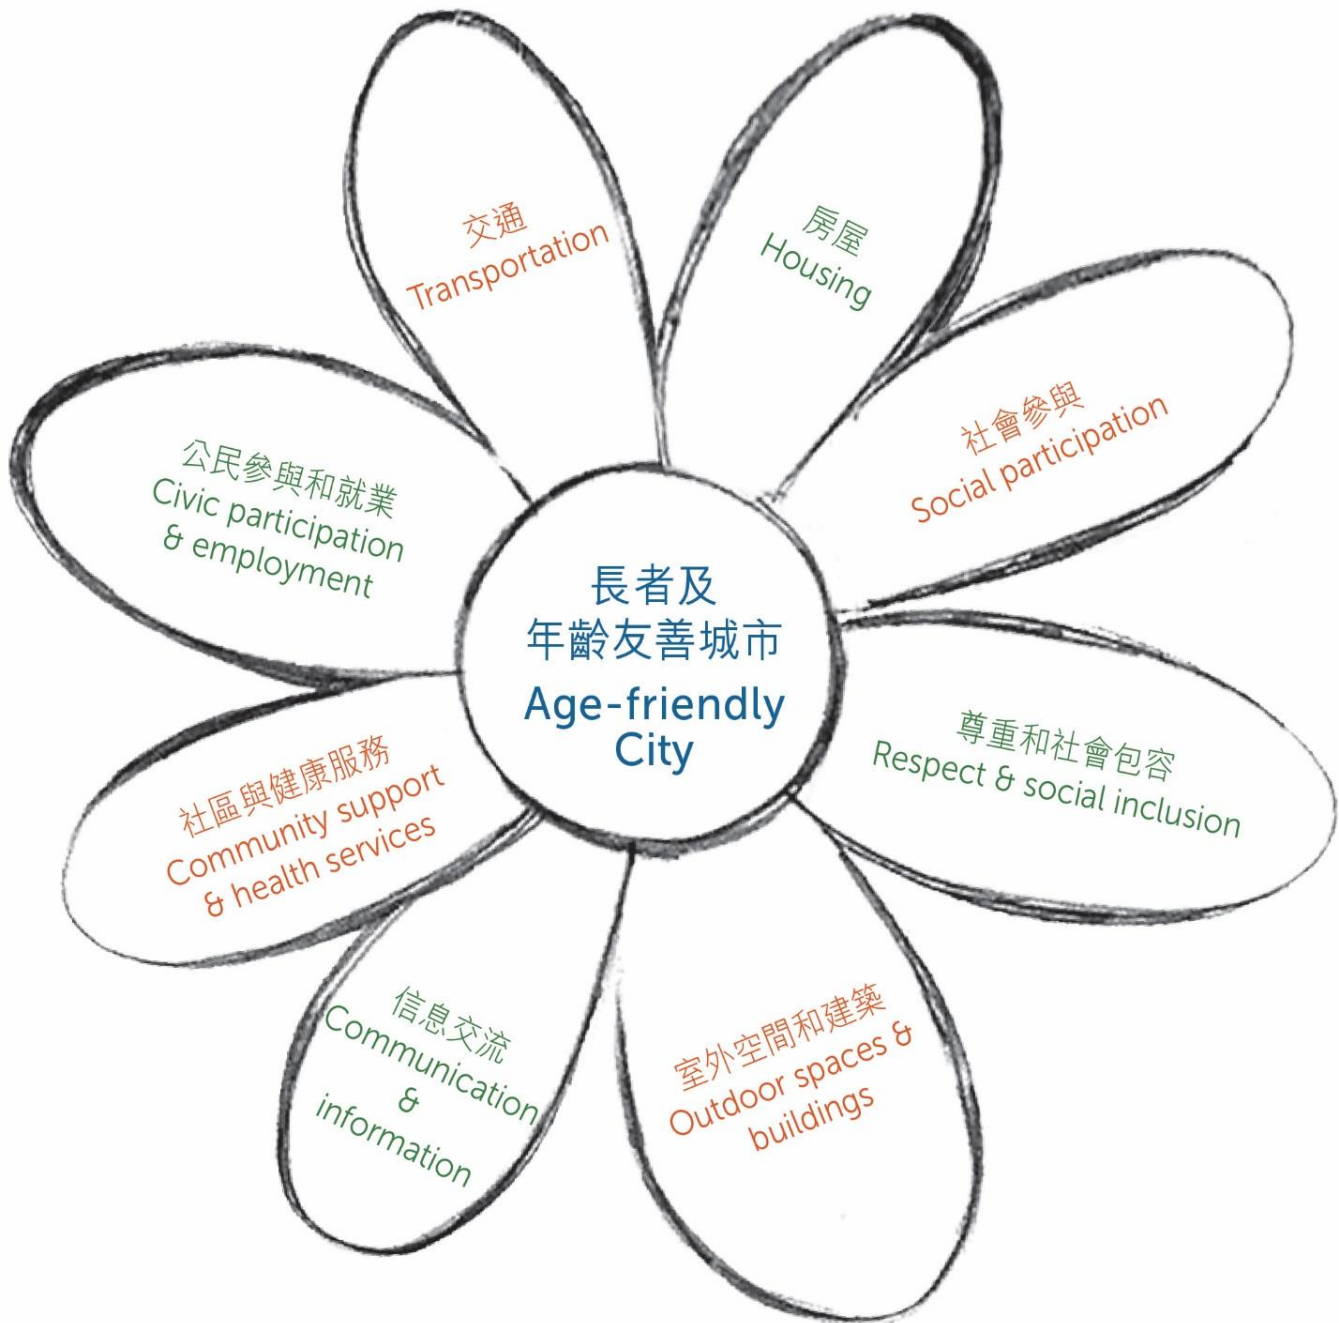 交通
Transportation
房屋
Housing
社會參與
Social participation
公民參與和就業
Civic participation
& employment
長者及
年齡友善城市
Age-friendly
City
尊重和社會包容
Respect & social inclusion
社區與健康服務
Community support
& health services
信息交流
Communication
&
information
室外空間和建築
Outdoor spaces &
buildings